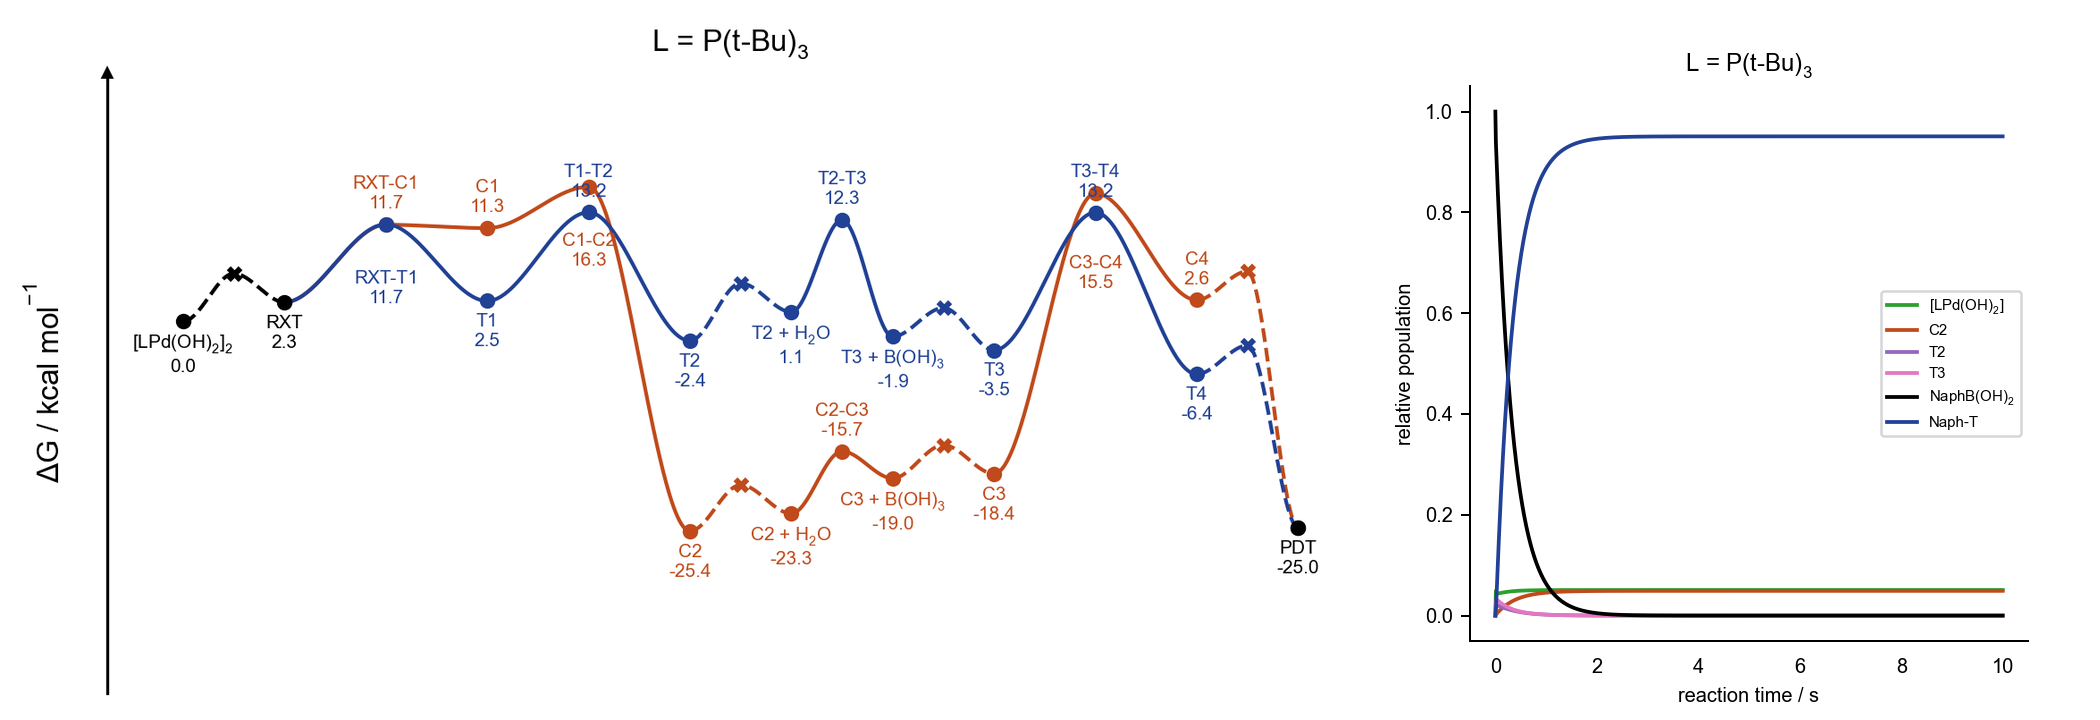 L = P(t-Bu)₃
ΔG / kcal mol⁻¹
[LPd(OH)₂]₂
0.0
RXT
2.3
RXT-C1
11.7
RXT-T1
11.7
C1
11.3
T1
2.5
T1-T2
13.2
C1-C2
16.3
T2
-2.4
C2
-25.4
T2 + H₂O
1.1
C2 + H₂O
-23.3
T2-T3
12.3
C2-C3
-15.7
T3 + B(OH)₃
-1.9
C3 + B(OH)₃
-19.0
T3
-3.5
C3
-18.4
T3-T4
13.2
C3-C4
15.5
C4
2.6
T4
-6.4
PDT
-25.0
L = P(t-Bu)₃
relative population
1.0
0.8
0.6
0.4
0.2
0.0
0 2 4 6 8 10
reaction time / s
[LPd(OH)₂]
C2
T2
T3
NaphB(OH)₂
Naph-T